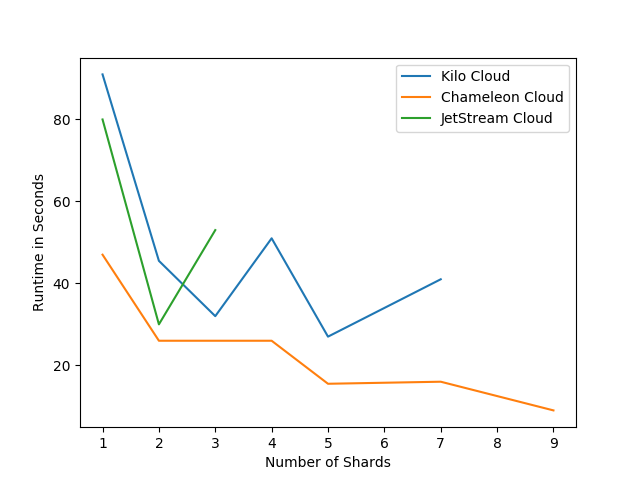 Kilo Cloud
Chameleon Cloud
JetStream Cloud
80
60
40
20
Runtime in Seconds
1 2 3 4 5 6 7 8 9
Number of Shards